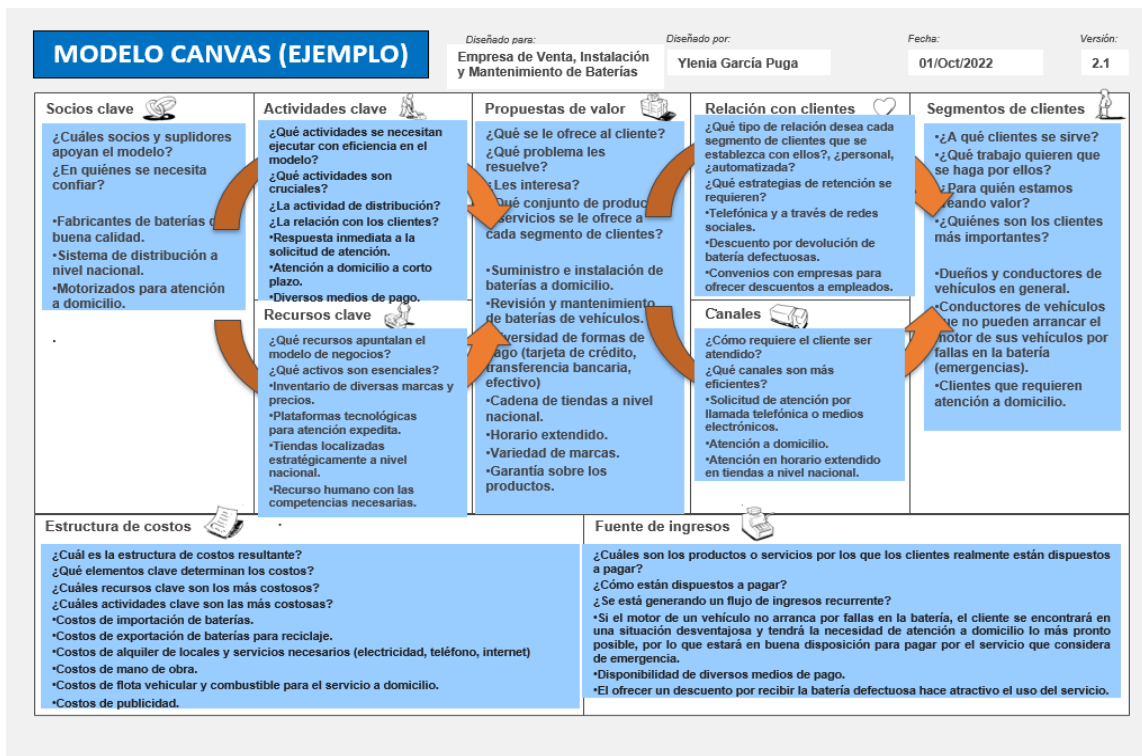 MODELO CANVAS (EJEMPLO)
Diseñado para:
Empresa de Venta, Instalación
y Mantenimiento de Baterías
Diseñado por:
Ylenia García Puga
Fecha:
01/Oct/2022
Versión:
2.1
Socios clave
¿Cuáles socios y suplidores
apoyan el modelo?
¿En quiénes se necesita
confiar?
•Fabricantes de baterías
buena calidad.
•Sistema de distribución a
nivel nacional.
•Motorizados para atención
a domicilio.
.
Actividades clave
¿Qué actividades se necesitan
ejecutar con eficiencia en el
modelo?
¿Qué actividades son
cruciales?
¿La actividad de distribución?
¿La relación con los clientes?
•Respuesta inmediata a la
solicitud de atención.
•Atención a domicilio a corto
plazo.
•Diversos medios de pago.
Recursos clave
¿Qué recursos apuntalan el
modelo de negocios?
¿Qué activos son esenciales?
•Inventario de diversas marcas y
precios.
•Plataformas tecnológicas
para atención expedita.
•Tiendas localizadas
estratégicamente a nivel
nacional.
•Recurso humano con las
competencias necesarias.
.
Propuestas de valor
¿Qué se le ofrece al cliente?
¿Qué problema les
resuelve?
¿Les interesa?
¿Qué conjunto de
servicios se le ofrece a
cada segmento de clientes?
•Suministro e instalación de
baterías a domicilio.
•Revisión y mantenimiento
de baterías de vehículos.
formas de
(tarjeta de crédito,
transferencia bancaria,
efectivo)
•Cadena de tiendas a nivel
nacional.
•Horario extendido.
•Variedad de marcas.
•Garantía sobre los
productos.
Relación con clientes
¿Qué tipo de relación desea cada
segmento de clientes que se
establezca con ellos?, ¿personal,
¿automatizada?
¿Qué estrategias de retención se
requieren?
•Telefónica y a través de redes
sociales.
•Descuento por devolución de
batería defectuosas.
•Convenios con empresas para
ofrecer descuentos a empleados.
Canales
¿Cómo requiere el cliente ser
atendido?
¿Qué canales son más
eficientes?
•Solicitud de atención por
llamada telefónica o medios
electrónicos.
•Atención a domicilio.
•Atención en horario extendido
en tiendas a nivel nacional.
Segmentos de clientes
•¿A qué clientes se sirve?
•¿Qué trabajo quieren que
se haga por ellos?
¿Para quién estamos
creando valor?
•¿Quiénes son los clientes
más importantes?
•Dueños y conductores de
vehículos en general.
•Conductores de vehículos
que no pueden arrancar el
motor de sus vehículos por
fallas en la batería
(emergencias).
•Clientes que requieren
atención a domicilio.
Estructura de costos
¿Cuál es la estructura de costos resultante?
¿Qué elementos clave determinan los costos?
¿Cuáles recursos clave son los más costosos?
¿Cuáles actividades clave son las más costosas?
•Costos de importación de baterías.
•Costos de exportación de baterías para reciclaje.
•Costos de alquiler de locales y servicios necesarios (electricidad, teléfono, internet)
•Costos de mano de obra.
•Costos de flota vehicular y combustible para el servicio a domicilio.
•Costos de publicidad.
Fuente de ingresos
¿Cuáles son los productos o servicios por los que los clientes realmente están dispuestos
a pagar?
¿Cómo están dispuestos a pagar?
¿Se está generando un flujo de ingresos recurrente?
•Si el motor de un vehículo no arranca por fallas en la batería, el cliente se encontrará en
una situación desventajosa y tendrá la necesidad de atención a domicilio lo más pronto
posible, por lo que estará en buena disposición para pagar por el servicio que considera
de emergencia.
•Disponibilidad de diversos medios de pago.
•El ofrecer un descuento por recibir la batería defectuosa hace atractivo el uso del servicio.